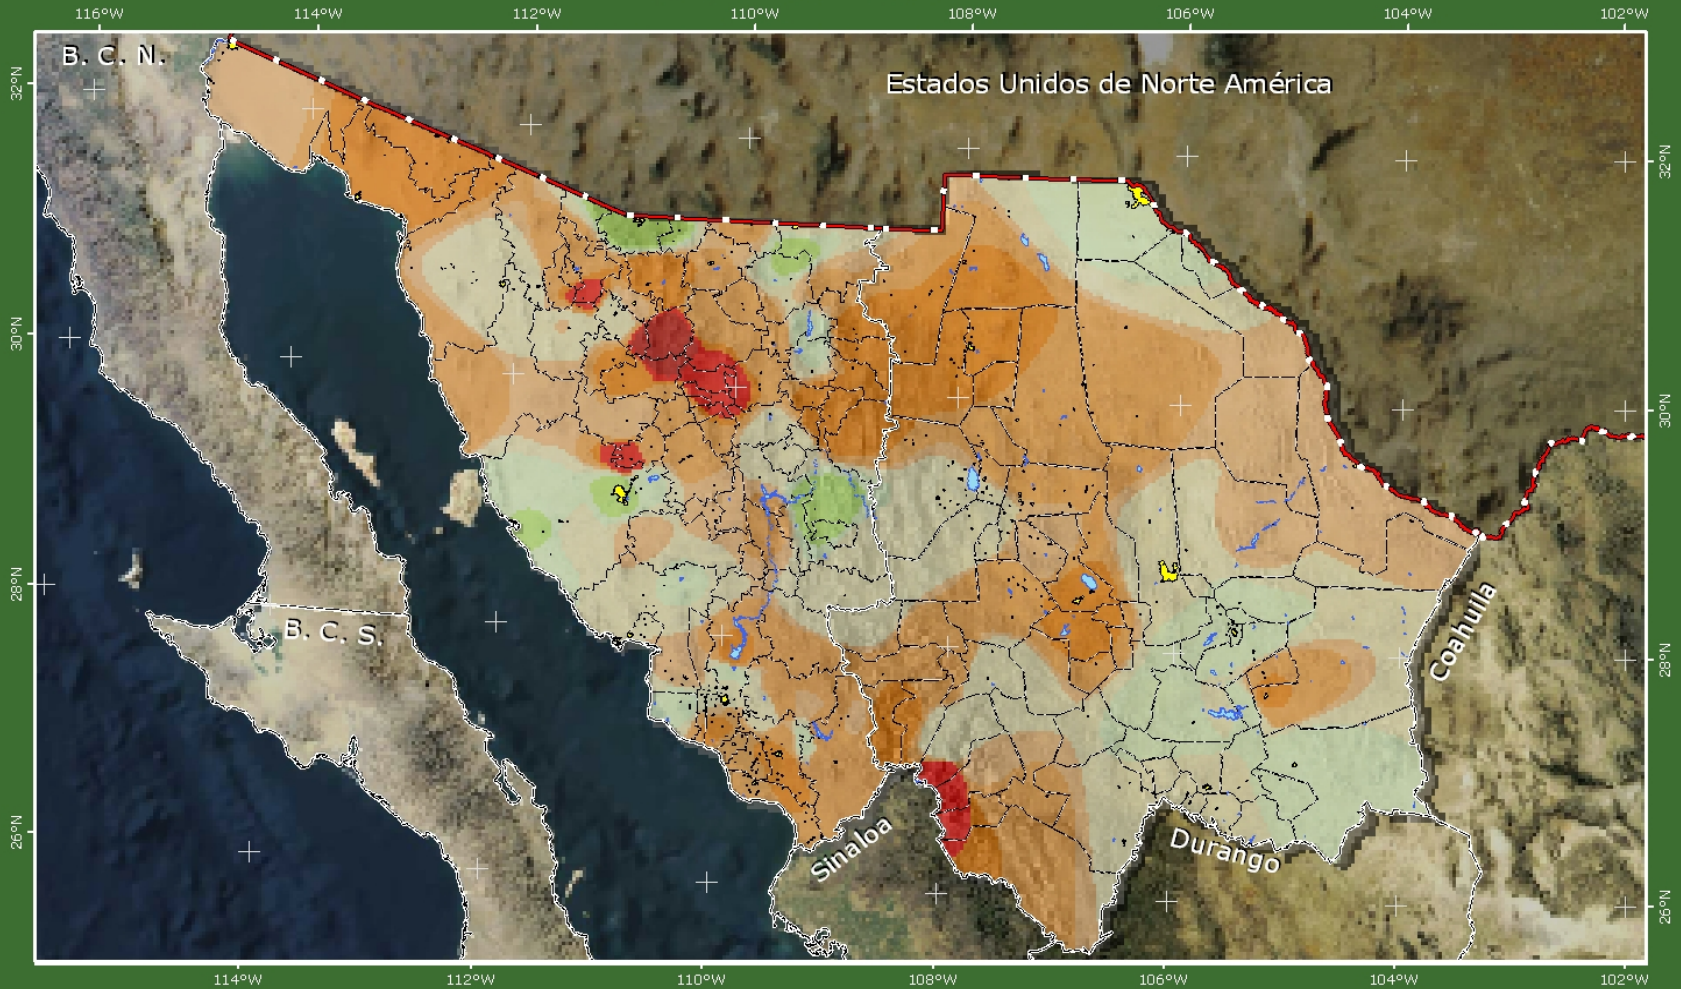 116°W 114°W 112°W 110°W 108°W 106°W 104°W 102°W
B. C. N.
Estados Unidos de Norte América
32°N
32°N
30°N
30°N
28°N
28°N
B. C. S.
Coahuila
26°N
Sinaloa
Durango
26°N
114°W 112°W 110°W 108°W 106°W 104°W 102°W